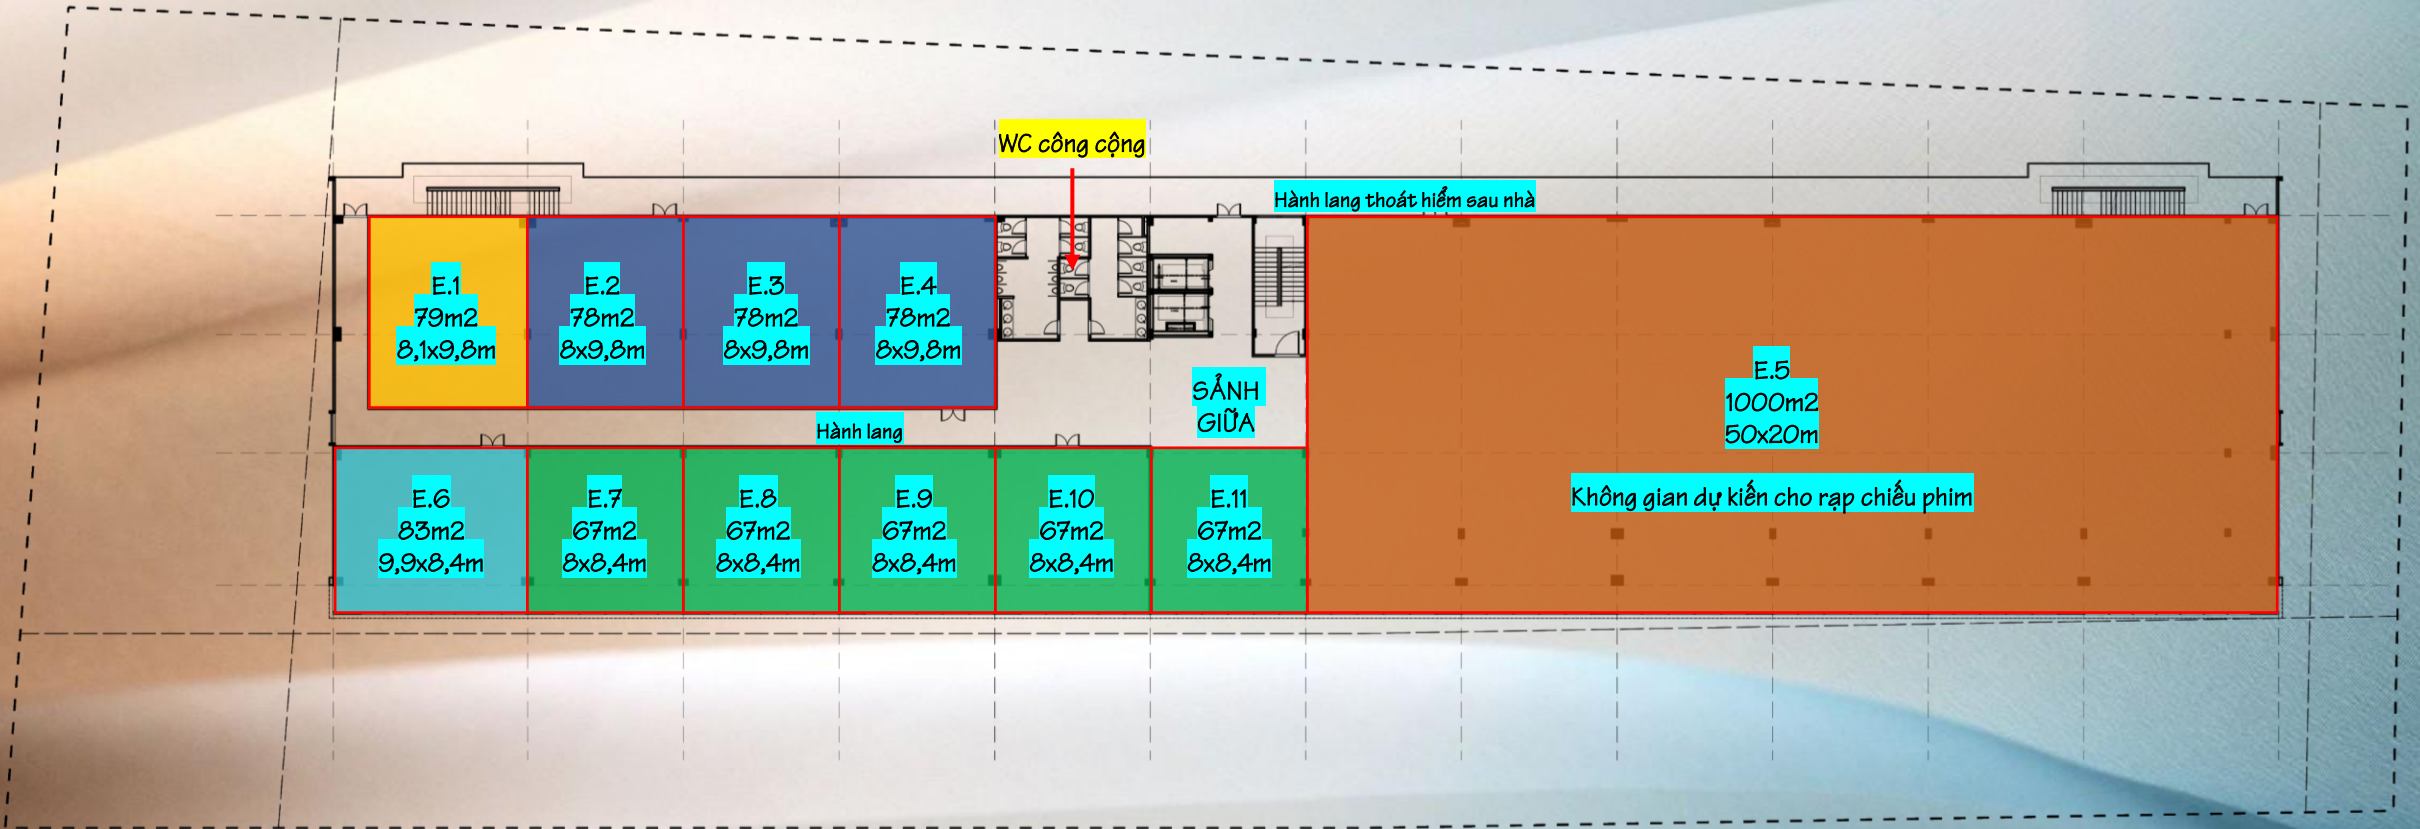 WC công cộng
Hành lang thoát hiểm sau nhà
E.1
79m2
8,1x9,8m
E.2
78m2
8x9,8m
E.3
78m2
8x9,8m
E.4
78m2
8x9,8m
SẢNH
GIỮA
Hành lang
E.5
1000m2
50x20m
Không gian dự kiến cho rạp chiếu phim
E.6
83m2
9,9x8,4m
E.7
67m2
8x8,4m
E.8
67m2
8x8,4m
E.9
67m2
8x8,4m
E.10
67m2
8x8,4m
E.11
67m2
8x8,4m